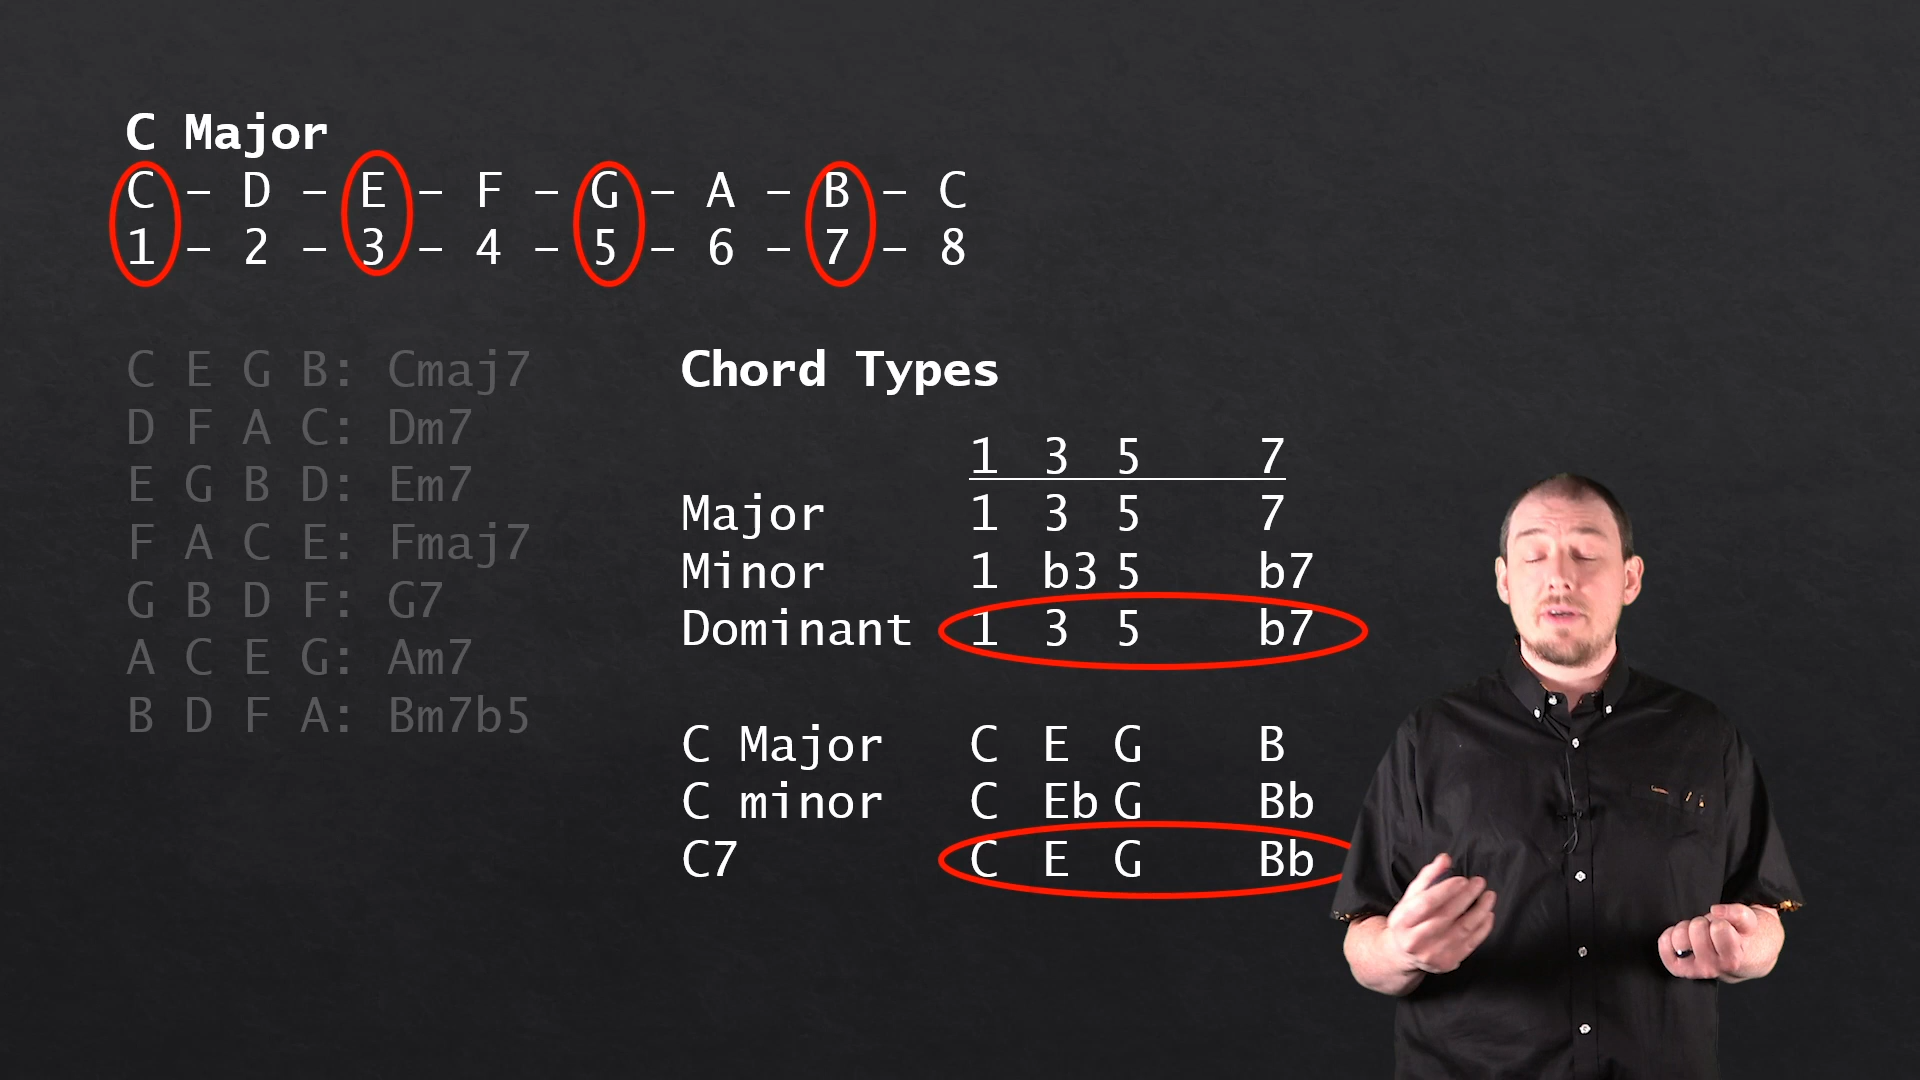 C Major
C – D – E – F – G – A – B – C
1 – 2 – 3 – 4 – 5 – 6 – 7 – 8
C E G B: Cmaj7
D F A C: Dm7
E G B D: Em7
F A C E: Fmaj7
G B D F: G7
A C E G: Am7
B D F A: Bm7b5
Chord Types
1 3 5 7
Major 1 3 5 7
Minor 1 b3 5 b7
Dominant 1 3 5 b7
C Major C E G B
C minor C Eb G Bb
C7 C E G Bb